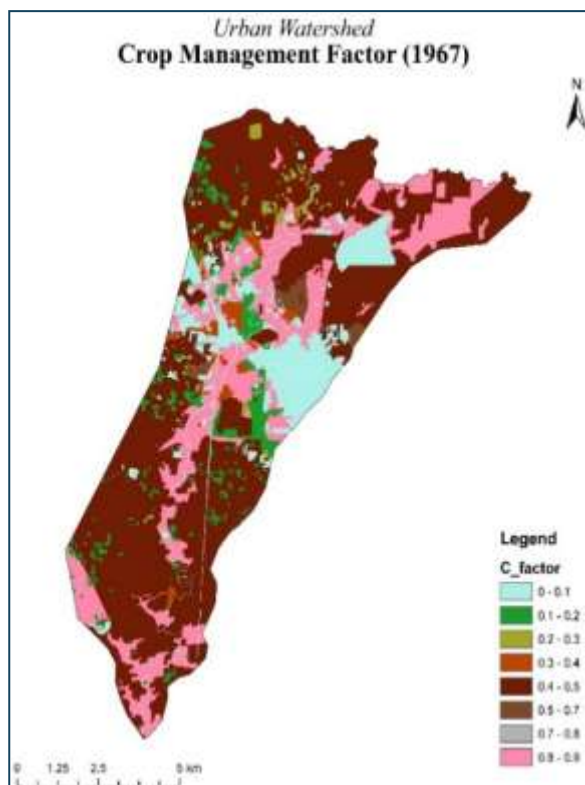 Urban Watershed
Crop Management Factor (1967)
N
Legend
C_factor
0 - 0.1
0.1 - 0.2
0.2 - 0.3
0.3 - 0.4
0.4 - 0.5
0.5 - 0.7
0.7 - 0.8
0.8 - 0.9
0 1.25 2.5 5 km